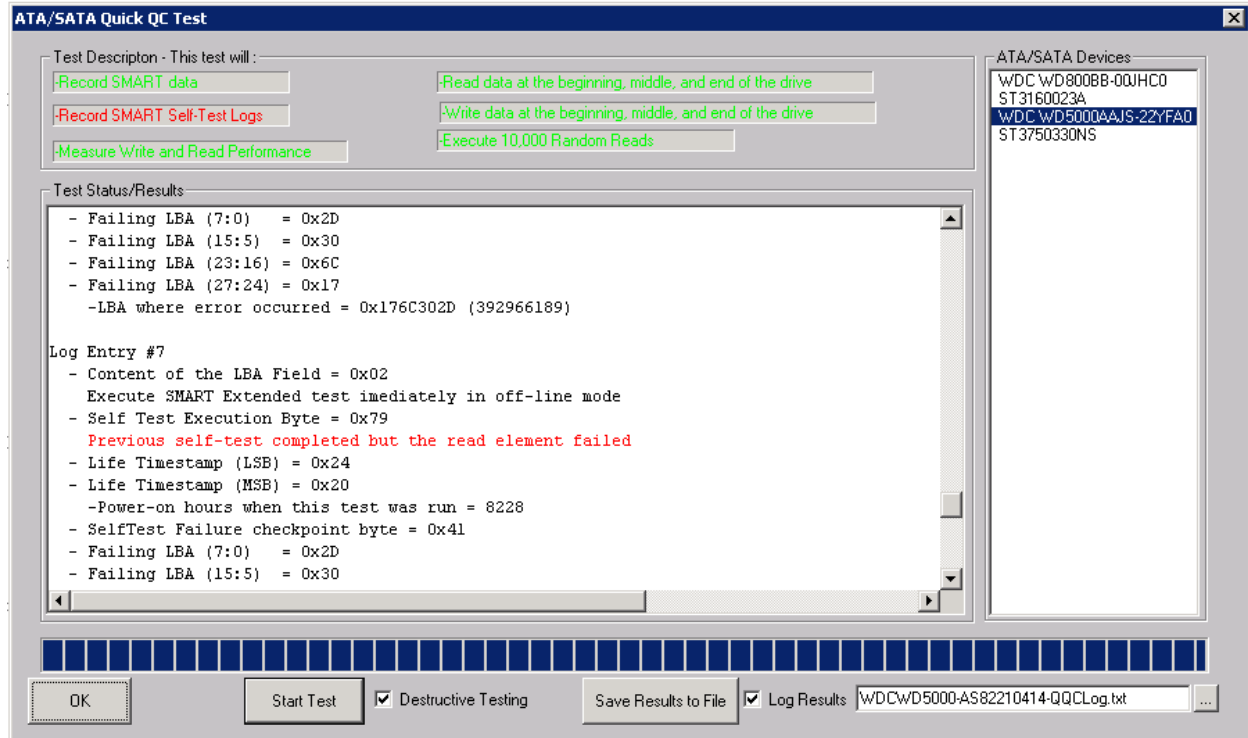 ATA/SATA Quick QC Test
Test Descripton - This test will :
-Record SMART data
-Read data at the beginning, middle, and end of the drive
-Record SMART Self-Test Logs
-Write data at the beginning, middle, and end of the drive
-Measure Write and Read Performance
-Execute 10,000 Random Reads
ATA/SATA Devices
WDC WD800BB-00JHC0
ST3160023A
WDC WD5000AAJS-22YFA0
ST3750330NS
Test Status/Results
- Failing LBA (7:0) = 0x2D
- Failing LBA (15:5) = 0x30
- Failing LBA (23:16) = 0x6C
- Failing LBA (27:24) = 0x17
-LBA where error occurred = 0x176C302D (392966189)
Log Entry #7
- Content of the LBA Field = 0x02
Execute SMART Extended test imediately in off-line mode
- Self Test Execution Byte = 0x79
Previous self-test completed but the read element failed
- Life Timestamp (LSB) = 0x24
- Life Timestamp (MSB) = 0x20
-Power-on hours when this test was run = 8228
- SelfTest Failure checkpoint byte = 0x41
- Failing LBA (7:0) = 0x2D
- Failing LBA (15:5) = 0x30
OK
Start Test
Destructive Testing
Save Results to File
Log Results
WDCWD5000-AS82210414-QQCLog.txt
...